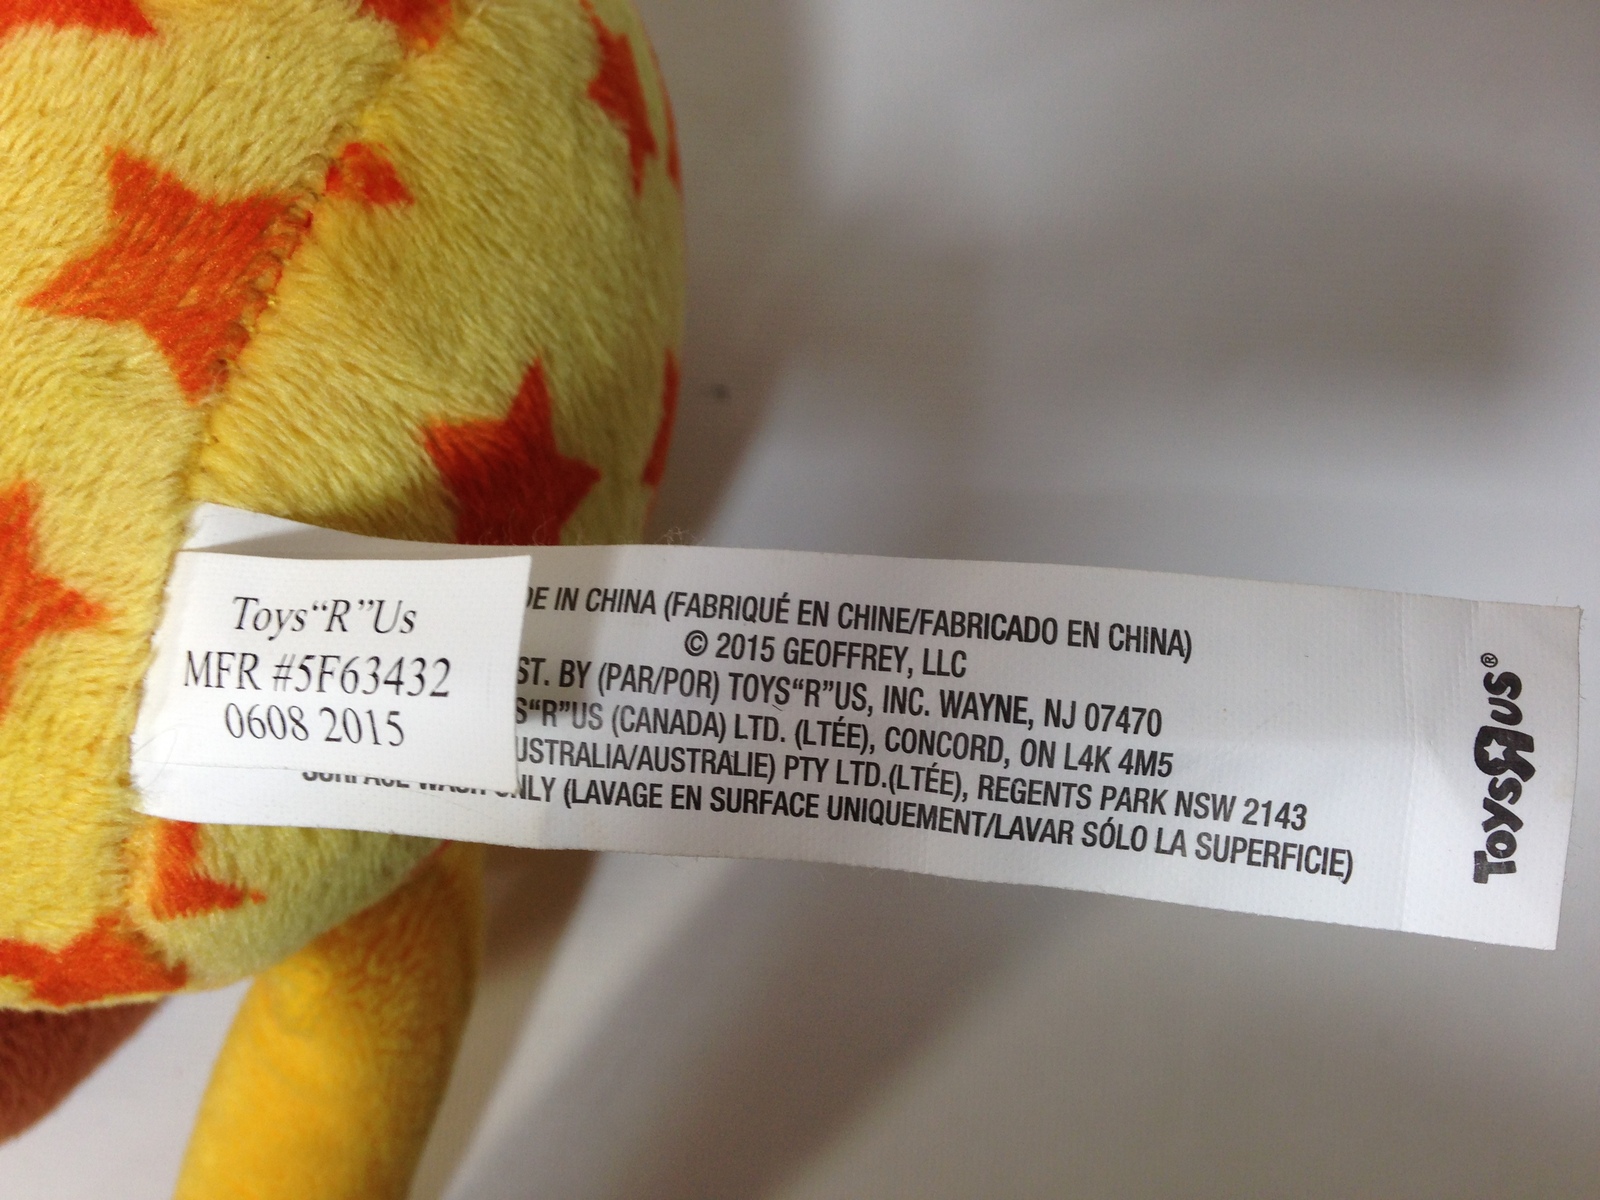 Toys“R”Us
MFR #5F63432
0608 2015
DE IN CHINA (FABRIQUÉ EN CHINE/FABRICADO EN CHINA)
© 2015 GEOFFREY, LLC
ST. BY (PAR/POR) TOYS“R”US, INC. WAYNE, NJ 07470
S“R”US (CANADA) LTD. (LTÉE), CONCORD, ON L4K 4M5
USTRALIA/AUSTRALIE) PTY LTD.(LTÉE), REGENTS PARK NSW 2143
SURFACE WASH ONLY (LAVAGE EN SURFACE UNIQUEMENT/LAVAR SÓLO LA SUPERFICIE)
TOYSRUS®